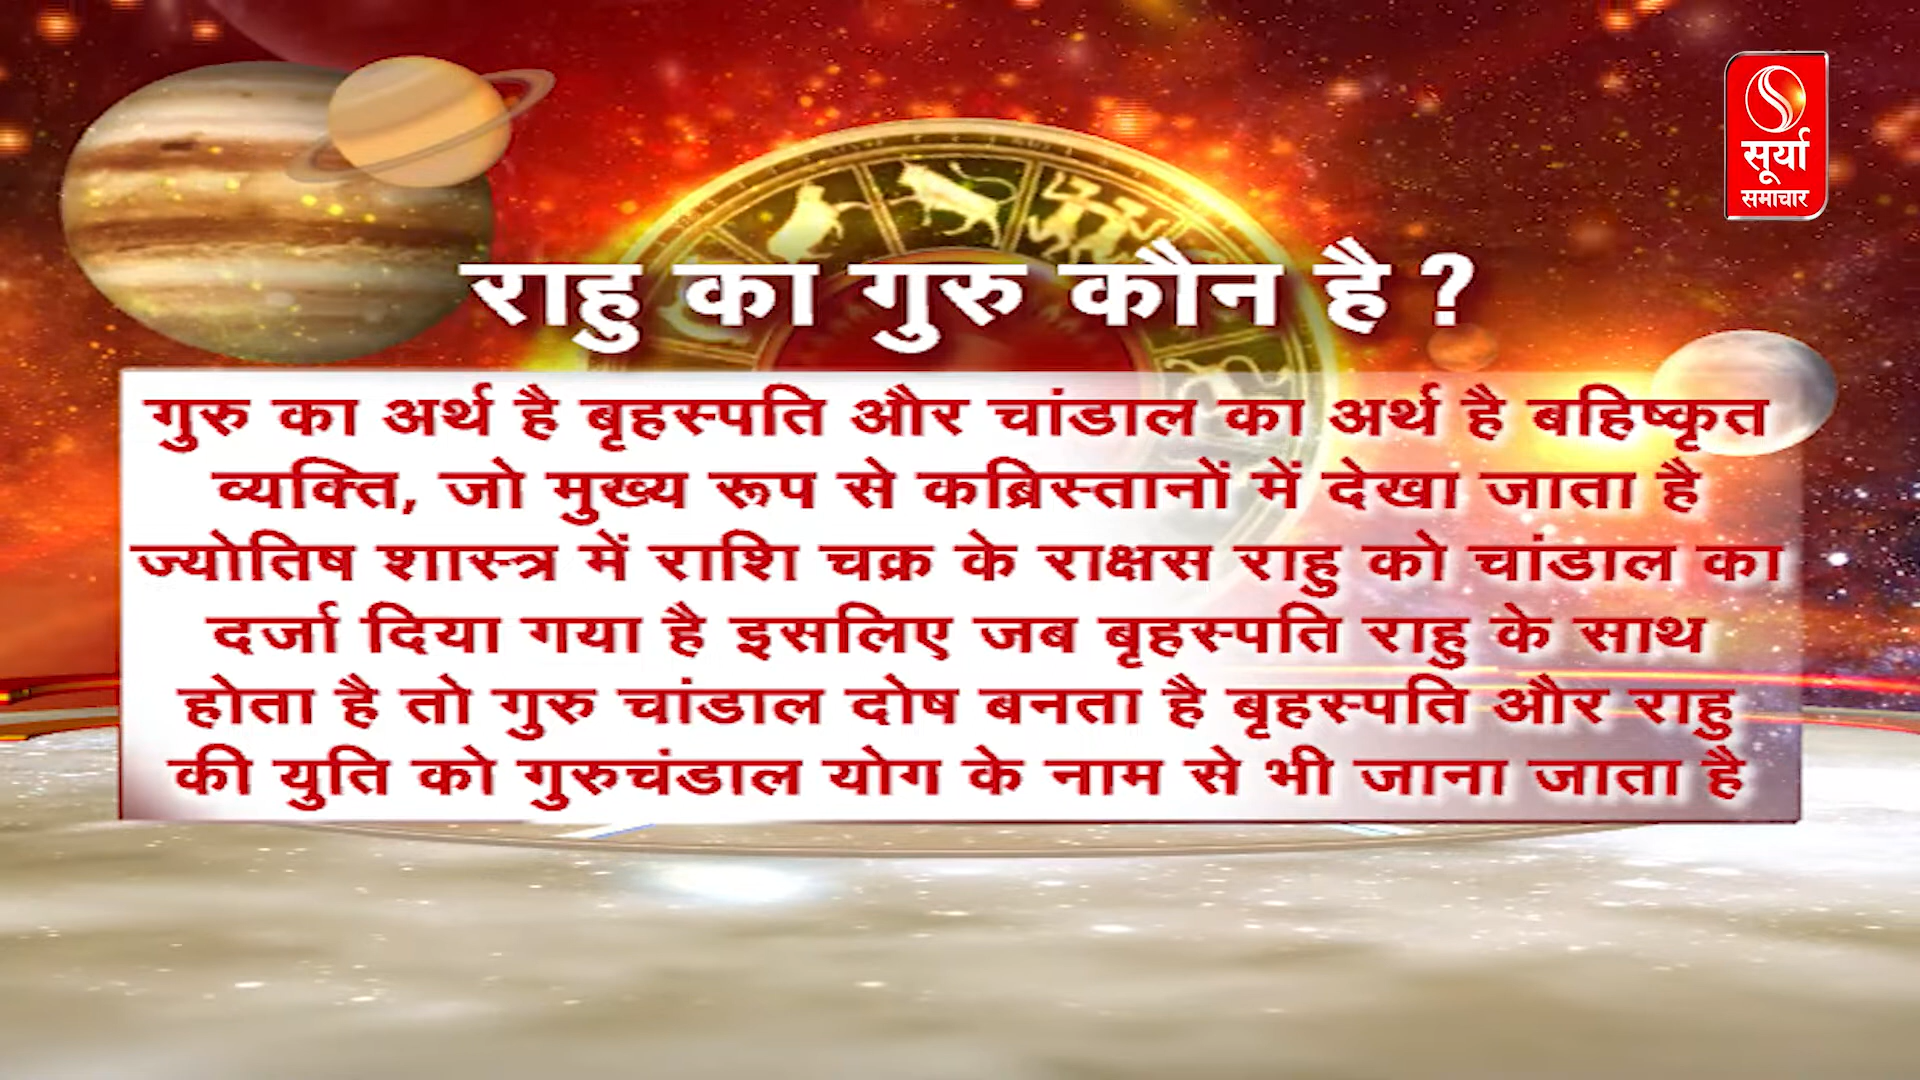 सूर्या
समाचार
राहु का गुरु कौन है ?
गुरु का अर्थ है बृहस्पति और चांडाल का अर्थ है बहिष्कृत
व्यक्ति, जो मुख्य रूप से कब्रिस्तानों में देखा जाता है
ज्योतिष शास्त्र में राशि चक्र के राक्षस राहु को चांडाल का
दर्जा दिया गया है इसलिए जब बृहस्पति राहु के साथ
होता है तो गुरु चांडाल दोष बनता है बृहस्पति और राहु
की युति को गुरुचंडाल योग के नाम से भी जाना जाता है